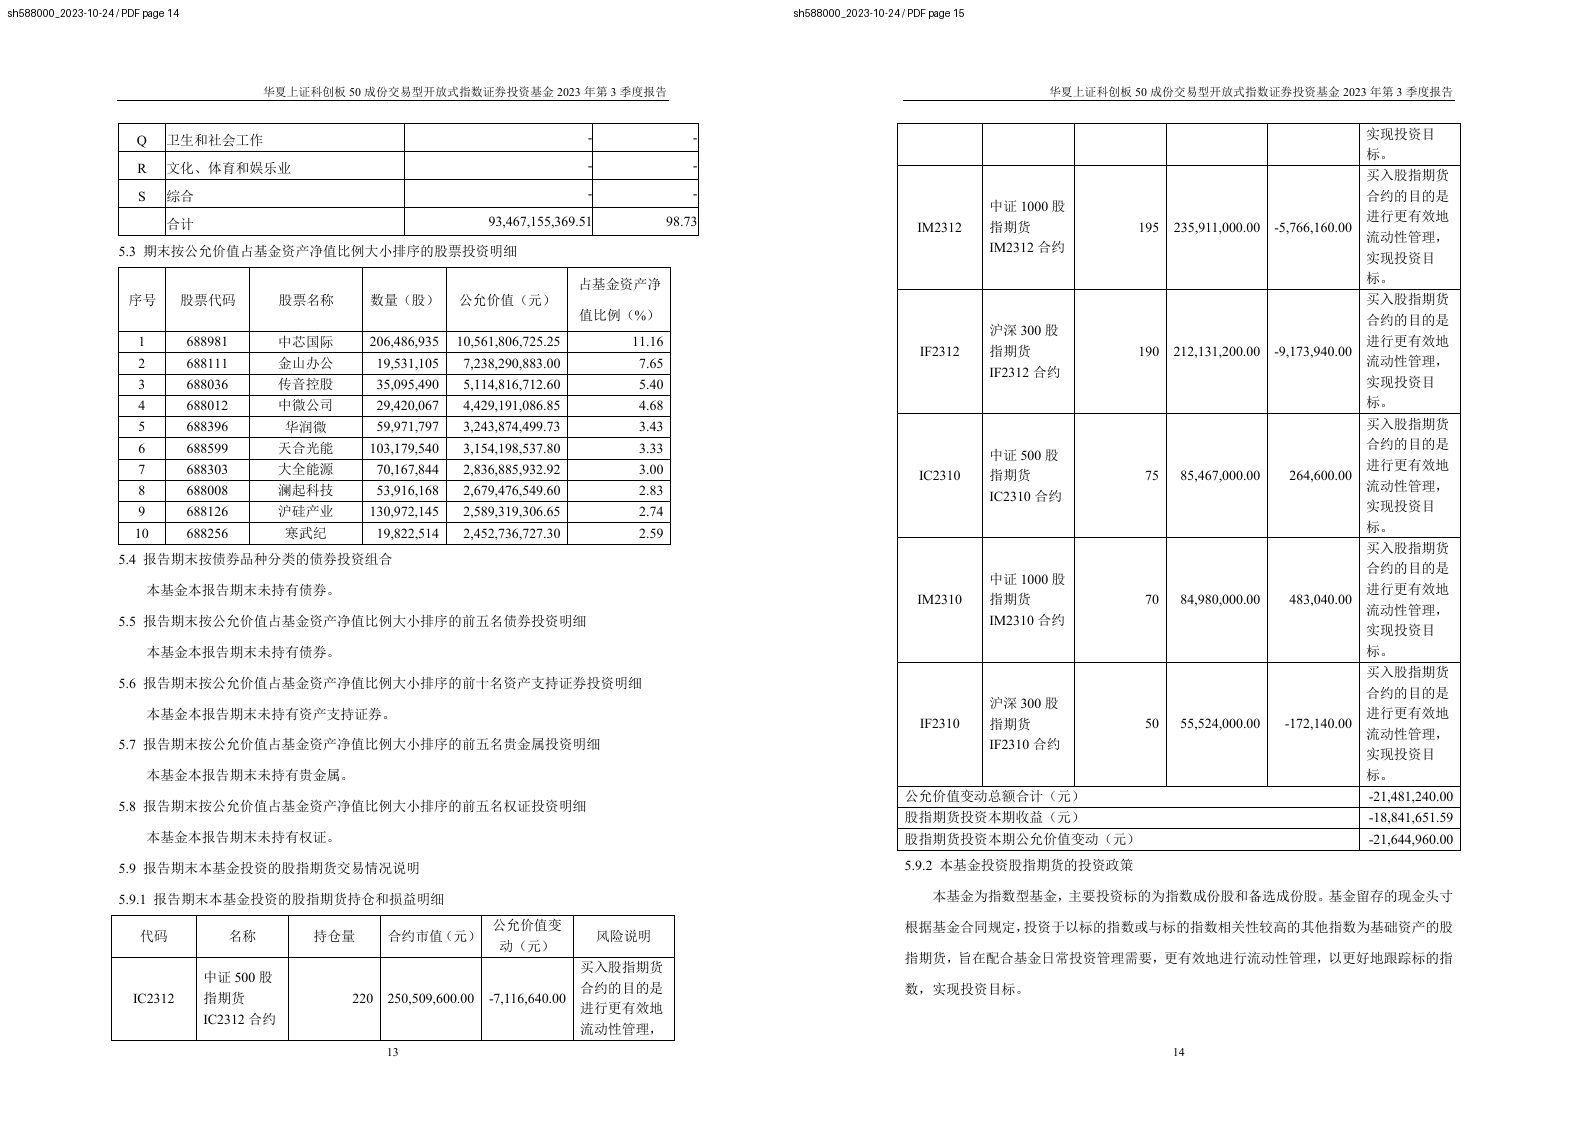 sh588000_2023-10-24 / PDF page 14
华夏上证科创板 50 成份交易型开放式指数证券投资基金 2023 年第 3 季度报告
Q 卫生和社会工作 - -
R 文化、体育和娱乐业 - -
S 综合 - -
合计 93,467,155,369.51 98.73
5.3 期末按公允价值占基金资产净值比例大小排序的股票投资明细
序号 股票代码 股票名称 数量（股） 公允价值（元） 占基金资产净
值比例（%）
1 688981 中芯国际 206,486,935 10,561,806,725.25 11.16
2 688111 金山办公 19,531,105 7,238,290,883.00 7.65
3 688036 传音控股 35,095,490 5,114,816,712.60 5.40
4 688012 中微公司 29,420,067 4,429,191,086.85 4.68
5 688396 华润微 59,971,797 3,243,874,499.73 3.43
6 688599 天合光能 103,179,540 3,154,198,537.80 3.33
7 688303 大全能源 70,167,844 2,836,885,932.92 3.00
8 688008 澜起科技 53,916,168 2,679,476,549.60 2.83
9 688126 沪硅产业 130,972,145 2,589,319,306.65 2.74
10 688256 寒武纪 19,822,514 2,452,736,727.30 2.59
5.4 报告期末按债券品种分类的债券投资组合
本基金本报告期末未持有债券。
5.5 报告期末按公允价值占基金资产净值比例大小排序的前五名债券投资明细
本基金本报告期末未持有债券。
5.6 报告期末按公允价值占基金资产净值比例大小排序的前十名资产支持证券投资明细
本基金本报告期末未持有资产支持证券。
5.7 报告期末按公允价值占基金资产净值比例大小排序的前五名贵金属投资明细
本基金本报告期末未持有贵金属。
5.8 报告期末按公允价值占基金资产净值比例大小排序的前五名权证投资明细
本基金本报告期末未持有权证。
5.9 报告期末本基金投资的股指期货交易情况说明
5.9.1 报告期末本基金投资的股指期货持仓和损益明细
代码 名称 持仓量 合约市值（元） 公允价值变
动（元） 风险说明
IC2312 中证 500 股
指期货
IC2312 合约 220 250,509,600.00 -7,116,640.00 买入股指期货
合约的目的是
进行更有效地
流动性管理，
13
sh588000_2023-10-24 / PDF page 15
华夏上证科创板 50 成份交易型开放式指数证券投资基金 2023 年第 3 季度报告
实现投资目
标。
IM2312 中证 1000 股
指期货
IM2312 合约 195 235,911,000.00 -5,766,160.00 买入股指期货
合约的目的是
进行更有效地
流动性管理，
实现投资目
标。
IF2312 沪深 300 股
指期货
IF2312 合约 190 212,131,200.00 -9,173,940.00 买入股指期货
合约的目的是
进行更有效地
流动性管理，
实现投资目
标。
IC2310 中证 500 股
指期货
IC2310 合约 75 85,467,000.00 264,600.00 买入股指期货
合约的目的是
进行更有效地
流动性管理，
实现投资目
标。
IM2310 中证 1000 股
指期货
IM2310 合约 70 84,980,000.00 483,040.00 买入股指期货
合约的目的是
进行更有效地
流动性管理，
实现投资目
标。
IF2310 沪深 300 股
指期货
IF2310 合约 50 55,524,000.00 -172,140.00 买入股指期货
合约的目的是
进行更有效地
流动性管理，
实现投资目
标。
公允价值变动总额合计（元） -21,481,240.00
股指期货投资本期收益（元） -18,841,651.59
股指期货投资本期公允价值变动（元） -21,644,960.00
5.9.2 本基金投资股指期货的投资政策
本基金为指数型基金，主要投资标的为指数成份股和备选成份股。基金留存的现金头寸
根据基金合同规定，投资于以标的指数或与标的指数相关性较高的其他指数为基础资产的股
指期货，旨在配合基金日常投资管理需要，更有效地进行流动性管理，以更好地跟踪标的指
数，实现投资目标。
14